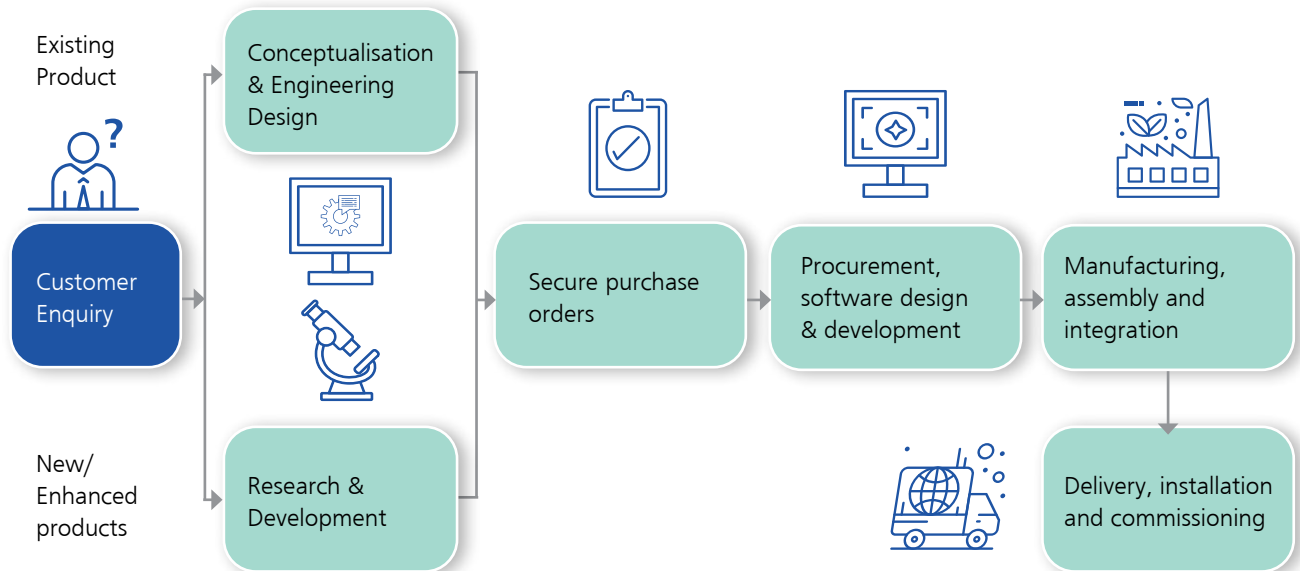 Existing
Product
?
Conceptualisation
& Engineering
Design
Customer
Enquiry
New/
Enhanced
products
Research &
Development
Secure purchase
orders
Procurement,
software design
& development
Manufacturing,
assembly and
integration
Delivery, installation
and commissioning